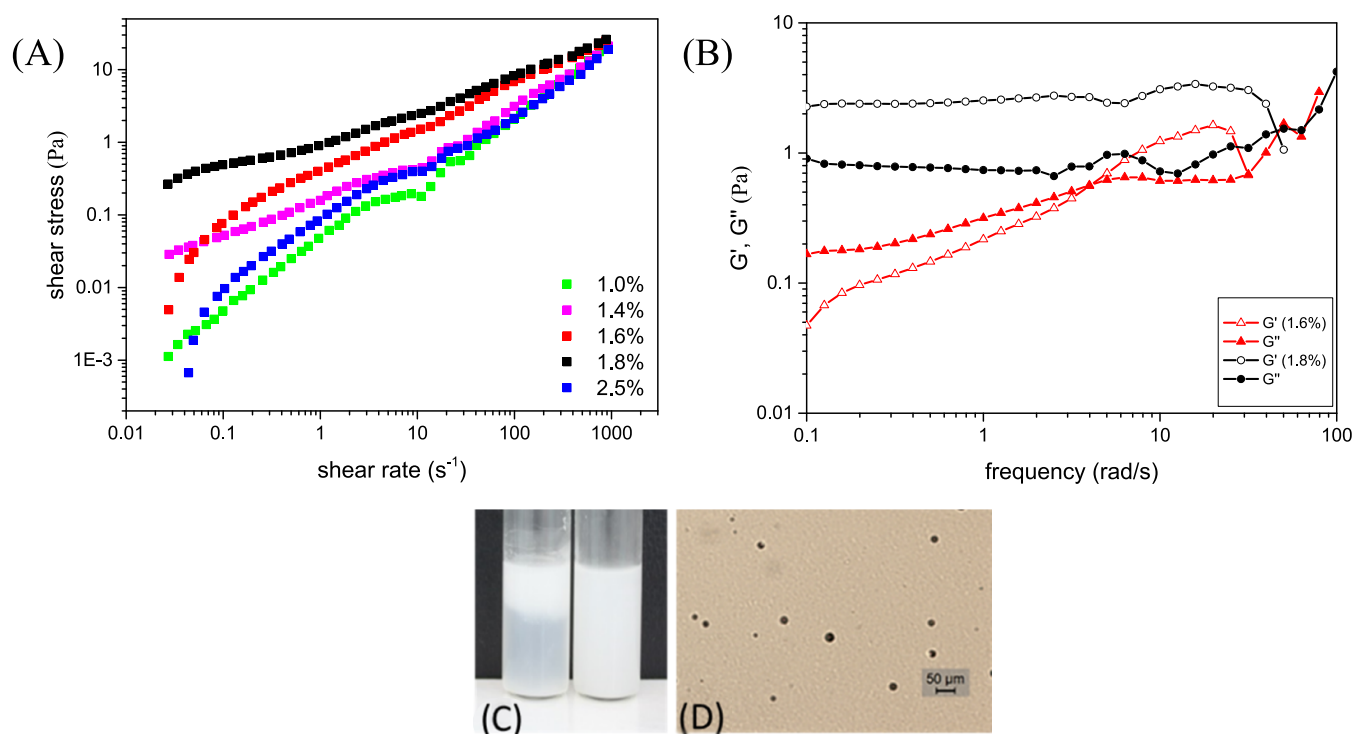 (A)
shear stress (Pa)
10
1
0.1
0.01
1E-3
0.01
0.1
1
10
100
1000
shear rate (s⁻¹)
1.0%
1.4%
1.6%
1.8%
2.5%
(B)
G', G" (Pa)
10
1
0.1
0.01
0.1
1
10
100
frequency (rad/s)
G' (1.6%)
G"
G' (1.8%)
G"
(C)
(D)
50 µm